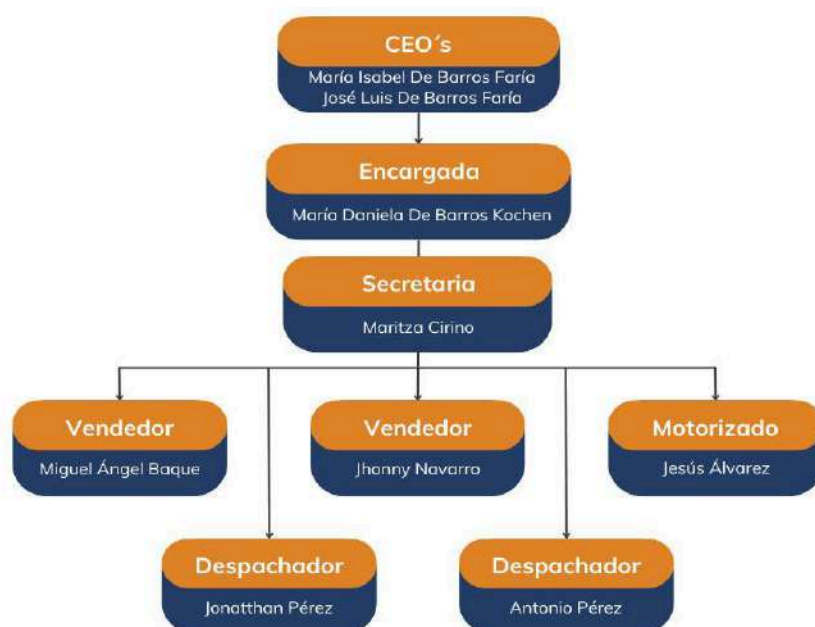 CEO´s
María Isabel De Barros Faría
José Luis De Barros Faría
Encargada
María Daniela De Barros Kochen
Secretaria
Maritza Cirino
Vendedor
Miguel Ángel Baque
Vendedor
Jhonny Navarro
Motorizado
Jesús Álvarez
Despachador
Jonatthan Pérez
Despachador
Antonio Pérez